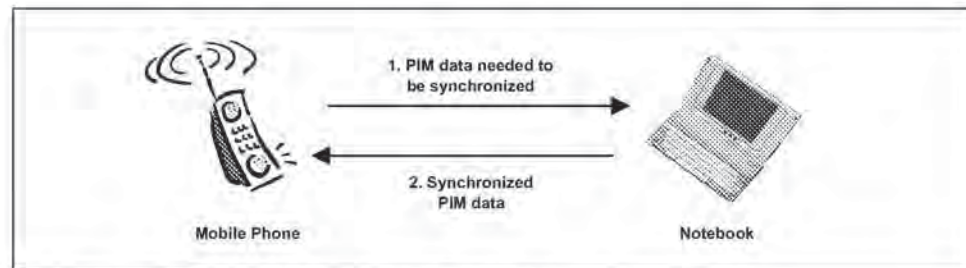 1. PIM data needed to
be synchronized
2. Synchronized
PIM data
Mobile Phone
Notebook